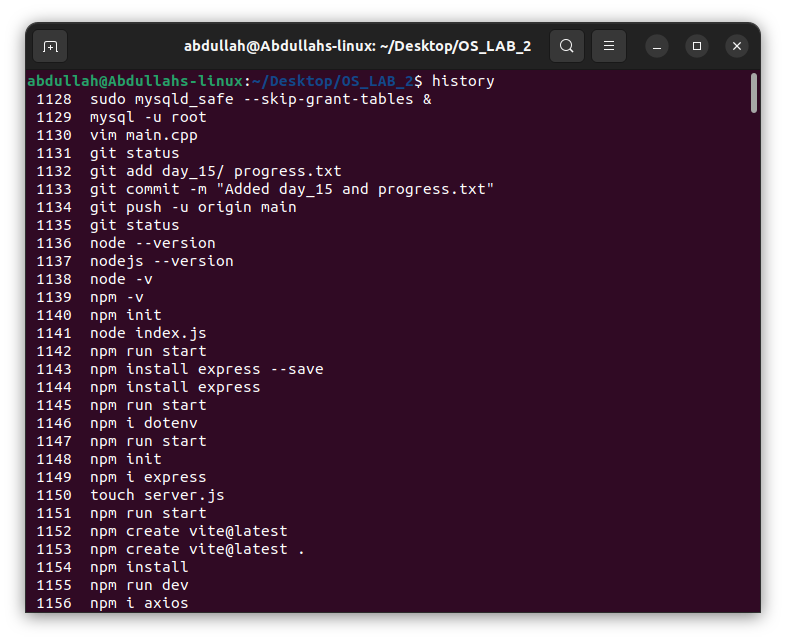 abdullah@Abdullahs-linux: ~/Desktop/OS_LAB_2
abdullah@Abdullahs-linux:~/Desktop/OS_LAB_2$ history
1128  sudo mysqld_safe --skip-grant-tables &
1129  mysql -u root
1130  vim main.cpp
1131  git status
1132  git add day_15/ progress.txt
1133  git commit -m "Added day_15 and progress.txt"
1134  git push -u origin main
1135  git status
1136  node --version
1137  nodejs --version
1138  node -v
1139  npm -v
1140  npm init
1141  node index.js
1142  npm run start
1143  npm install express --save
1144  npm install express
1145  npm run start
1146  npm i dotenv
1147  npm run start
1148  npm init
1149  npm i express
1150  touch server.js
1151  npm run start
1152  npm create vite@latest
1153  npm create vite@latest .
1154  npm install
1155  npm run dev
1156  npm i axios